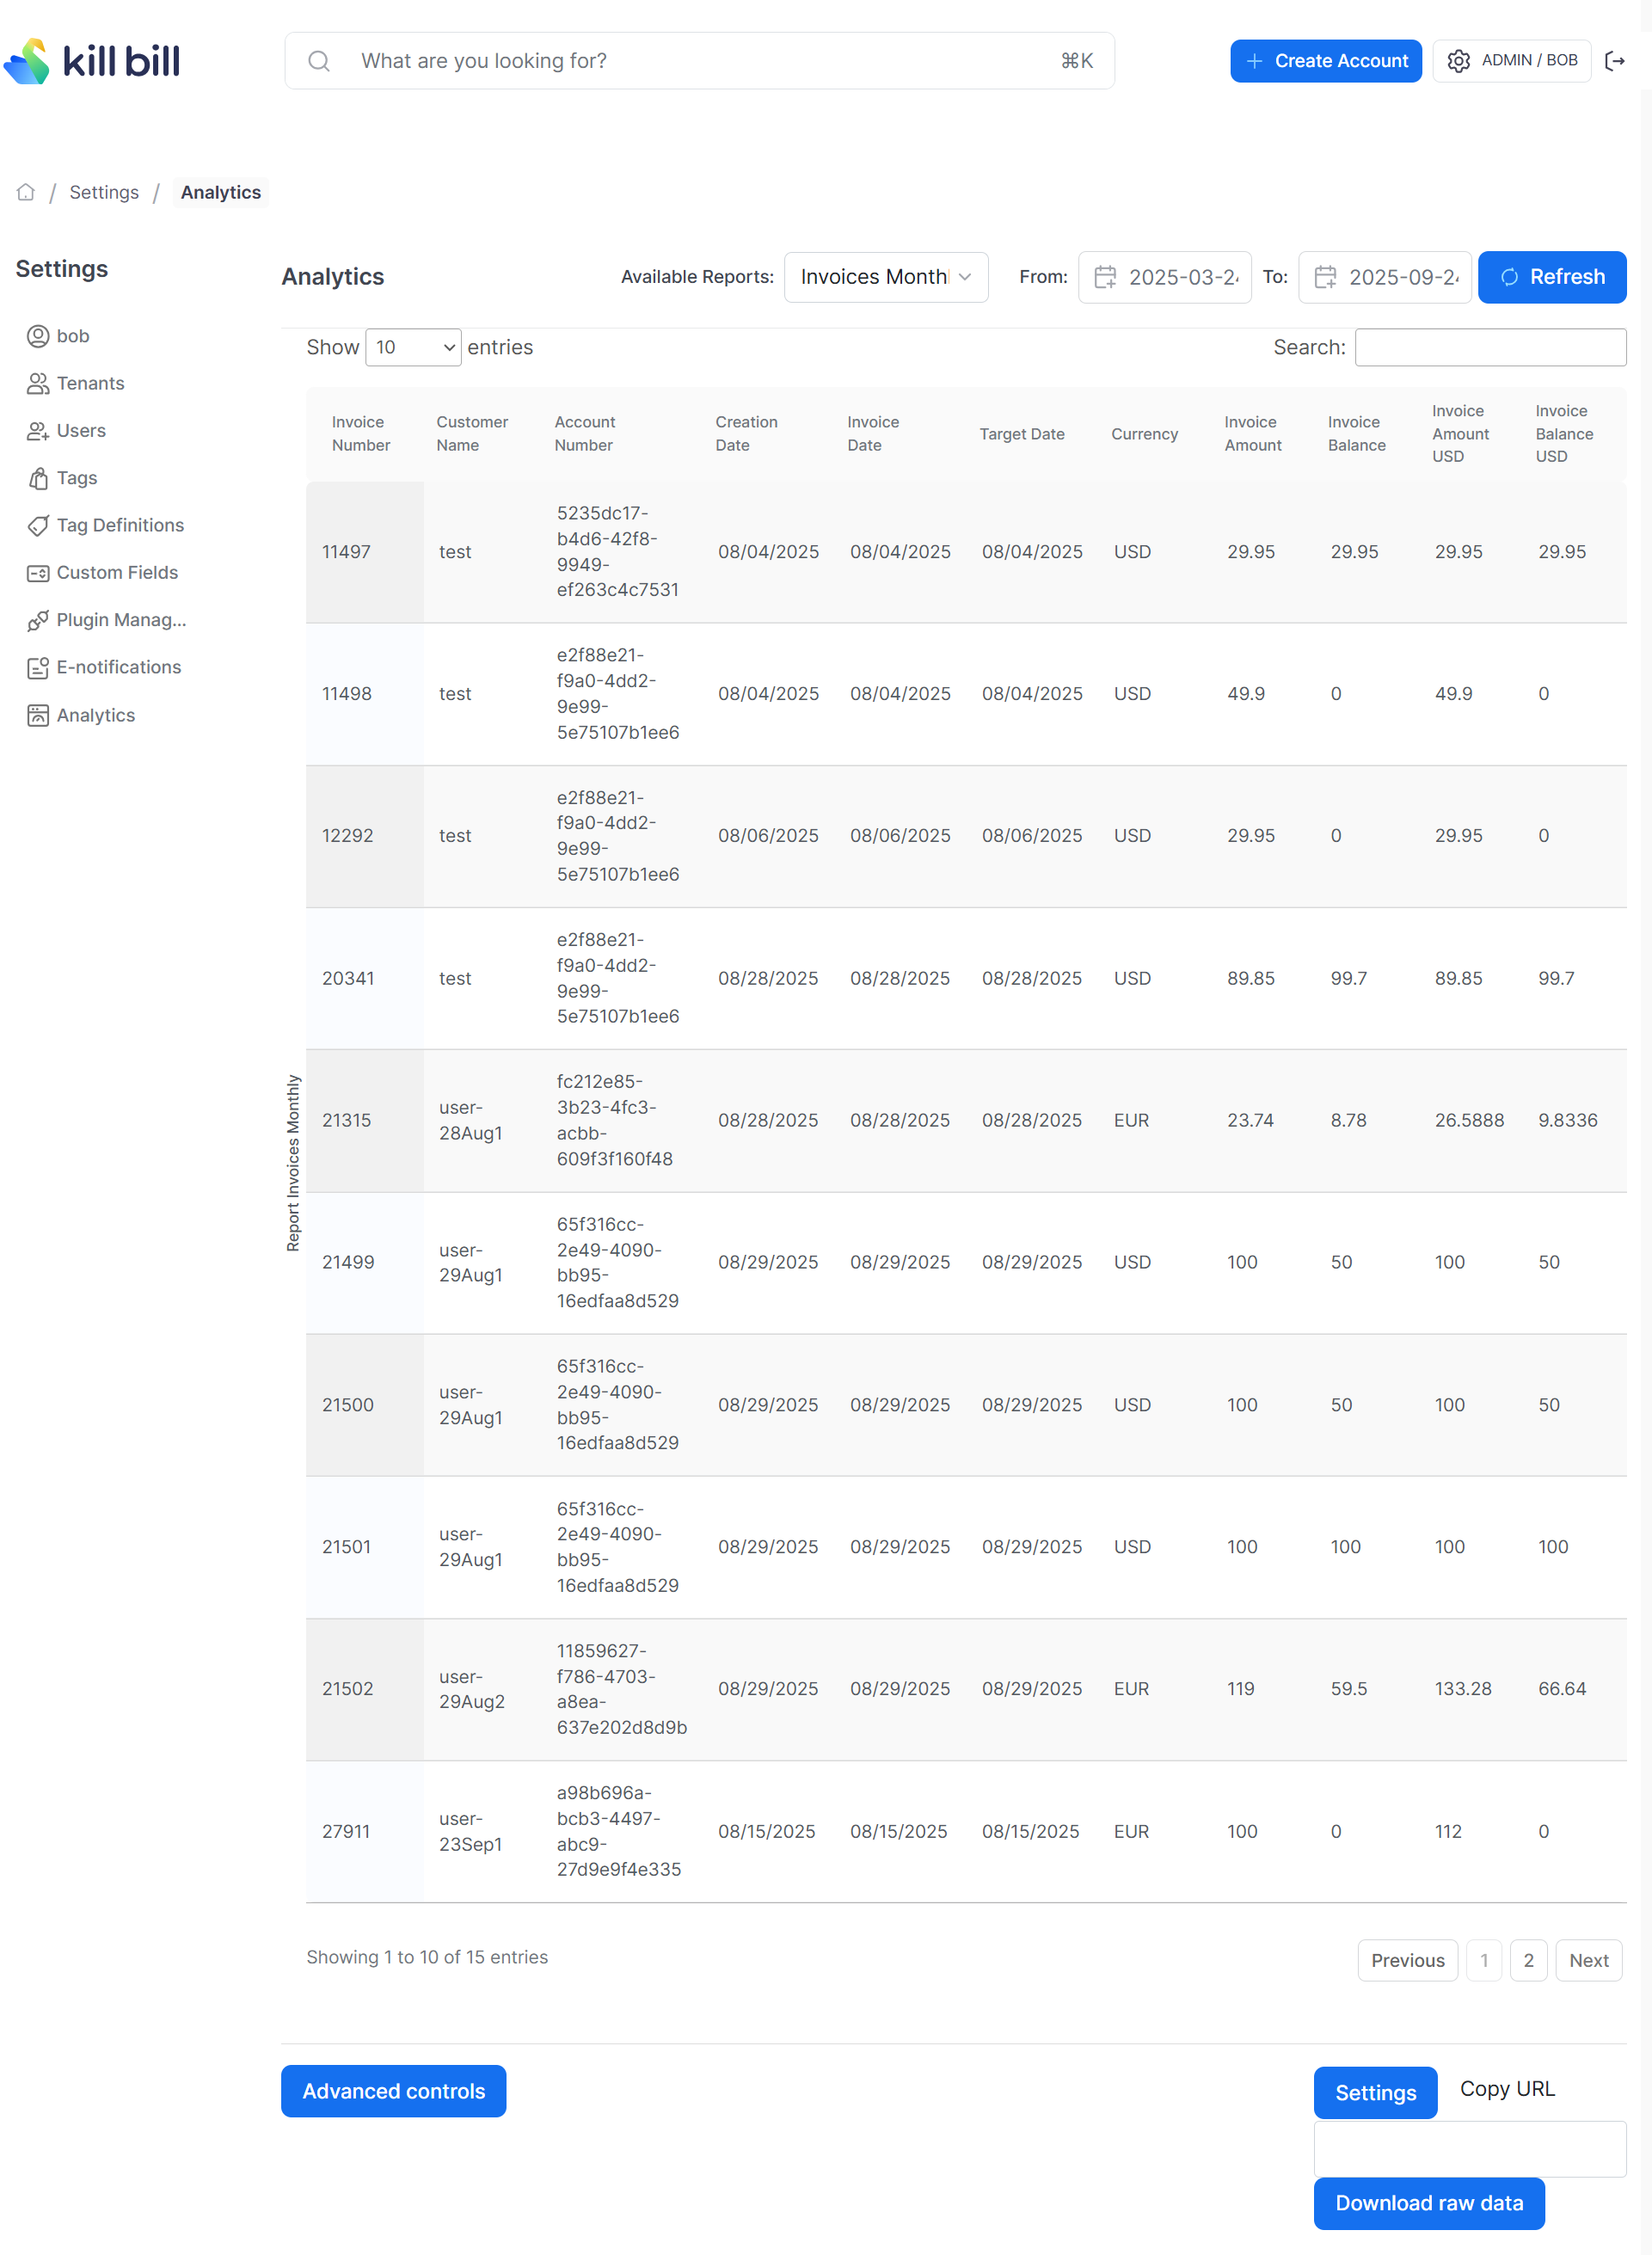 kill bill
What are you looking for?
⌘K
Create Account
ADMIN / BOB
/ Settings / Analytics
Settings
bob
Tenants
Users
Tags
Tag Definitions
Custom Fields
Plugin Manag...
E-notifications
Analytics
Analytics
Available Reports:
Invoices Monthl
From:
2025-03-24
To:
2025-09-24
Refresh
Show 10 entries
Search:
Invoice Number
Customer Name
Account Number
Creation Date
Invoice Date
Target Date
Currency
Invoice Amount
Invoice Balance
Invoice Amount USD
Invoice Balance USD
Report Invoices Monthly
11497 test 5235dc17-b4d6-42f8-9949-ef263c4c7531 08/04/2025 08/04/2025 08/04/2025 USD 29.95 29.95 29.95 29.95
11498 test e2f88e21-f9a0-4dd2-9e99-5e75107b1ee6 08/04/2025 08/04/2025 08/04/2025 USD 49.9 0 49.9 0
12292 test e2f88e21-f9a0-4dd2-9e99-5e75107b1ee6 08/06/2025 08/06/2025 08/06/2025 USD 29.95 0 29.95 0
20341 test e2f88e21-f9a0-4dd2-9e99-5e75107b1ee6 08/28/2025 08/28/2025 08/28/2025 USD 89.85 99.7 89.85 99.7
21315 user-28Aug1 fc212e85-3b23-4fc3-acbb-609f3f160f48 08/28/2025 08/28/2025 08/28/2025 EUR 23.74 8.78 26.5888 9.8336
21499 user-29Aug1 65f316cc-2e49-4090-bb95-16edfaa8d529 08/29/2025 08/29/2025 08/29/2025 USD 100 50 100 50
21500 user-29Aug1 65f316cc-2e49-4090-bb95-16edfaa8d529 08/29/2025 08/29/2025 08/29/2025 USD 100 50 100 50
21501 user-29Aug1 65f316cc-2e49-4090-bb95-16edfaa8d529 08/29/2025 08/29/2025 08/29/2025 USD 100 100 100 100
21502 user-29Aug2 11859627-f786-4703-a8ea-637e202d8d9b 08/29/2025 08/29/2025 08/29/2025 EUR 119 59.5 133.28 66.64
27911 user-23Sep1 a98b696a-bcb3-4497-abc9-27d9e9f4e335 08/15/2025 08/15/2025 08/15/2025 EUR 100 0 112 0
Showing 1 to 10 of 15 entries
Previous 1 2 Next
Advanced controls
Settings
Copy URL
Download raw data